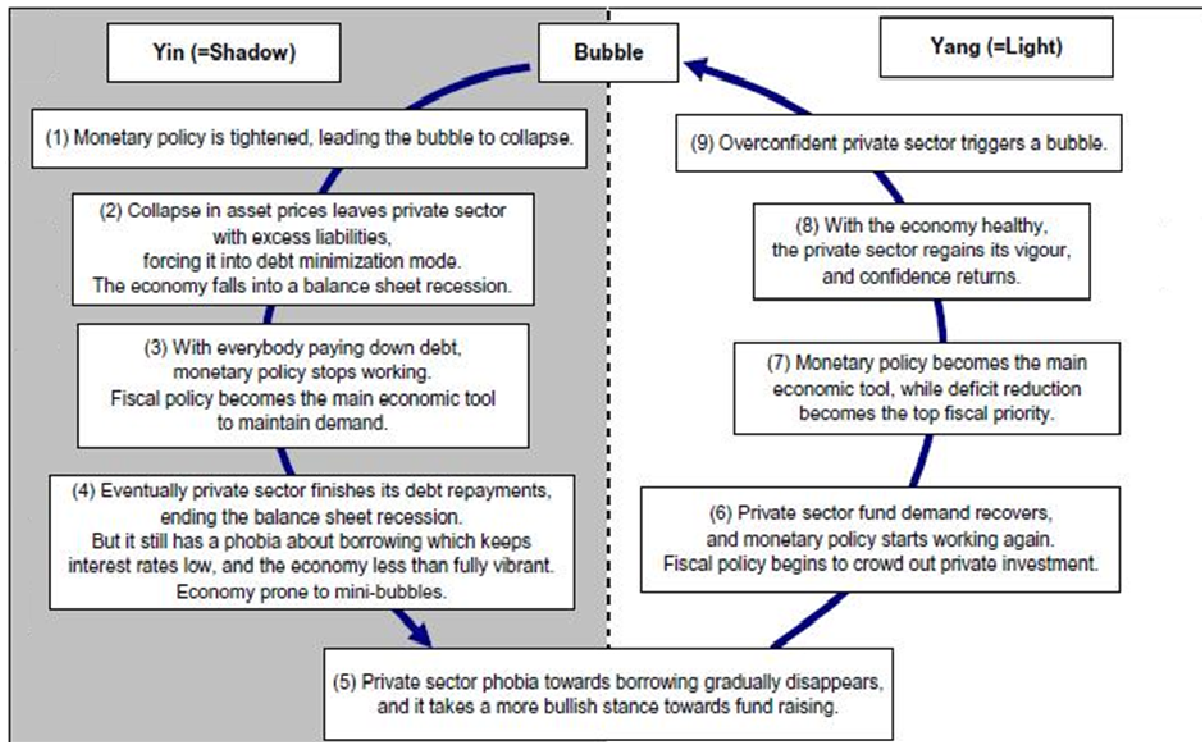 Yin (=Shadow)
Bubble
Yang (=Light)
(1) Monetary policy is tightened, leading the bubble to collapse.
(2) Collapse in asset prices leaves private sector
with excess liabilities,
forcing it into debt minimization mode.
The economy falls into a balance sheet recession.
(3) With everybody paying down debt,
monetary policy stops working.
Fiscal policy becomes the main economic tool
to maintain demand.
(4) Eventually private sector finishes its debt repayments,
ending the balance sheet recession.
But it still has a phobia about borrowing which keeps
interest rates low, and the economy less than fully vibrant.
Economy prone to mini-bubbles.
(5) Private sector phobia towards borrowing gradually disappears,
and it takes a more bullish stance towards fund raising.
(6) Private sector fund demand recovers,
and monetary policy starts working again.
Fiscal policy begins to crowd out private investment.
(7) Monetary policy becomes the main
economic tool, while deficit reduction
becomes the top fiscal priority.
(8) With the economy healthy,
the private sector regains its vigour,
and confidence returns.
(9) Overconfident private sector triggers a bubble.